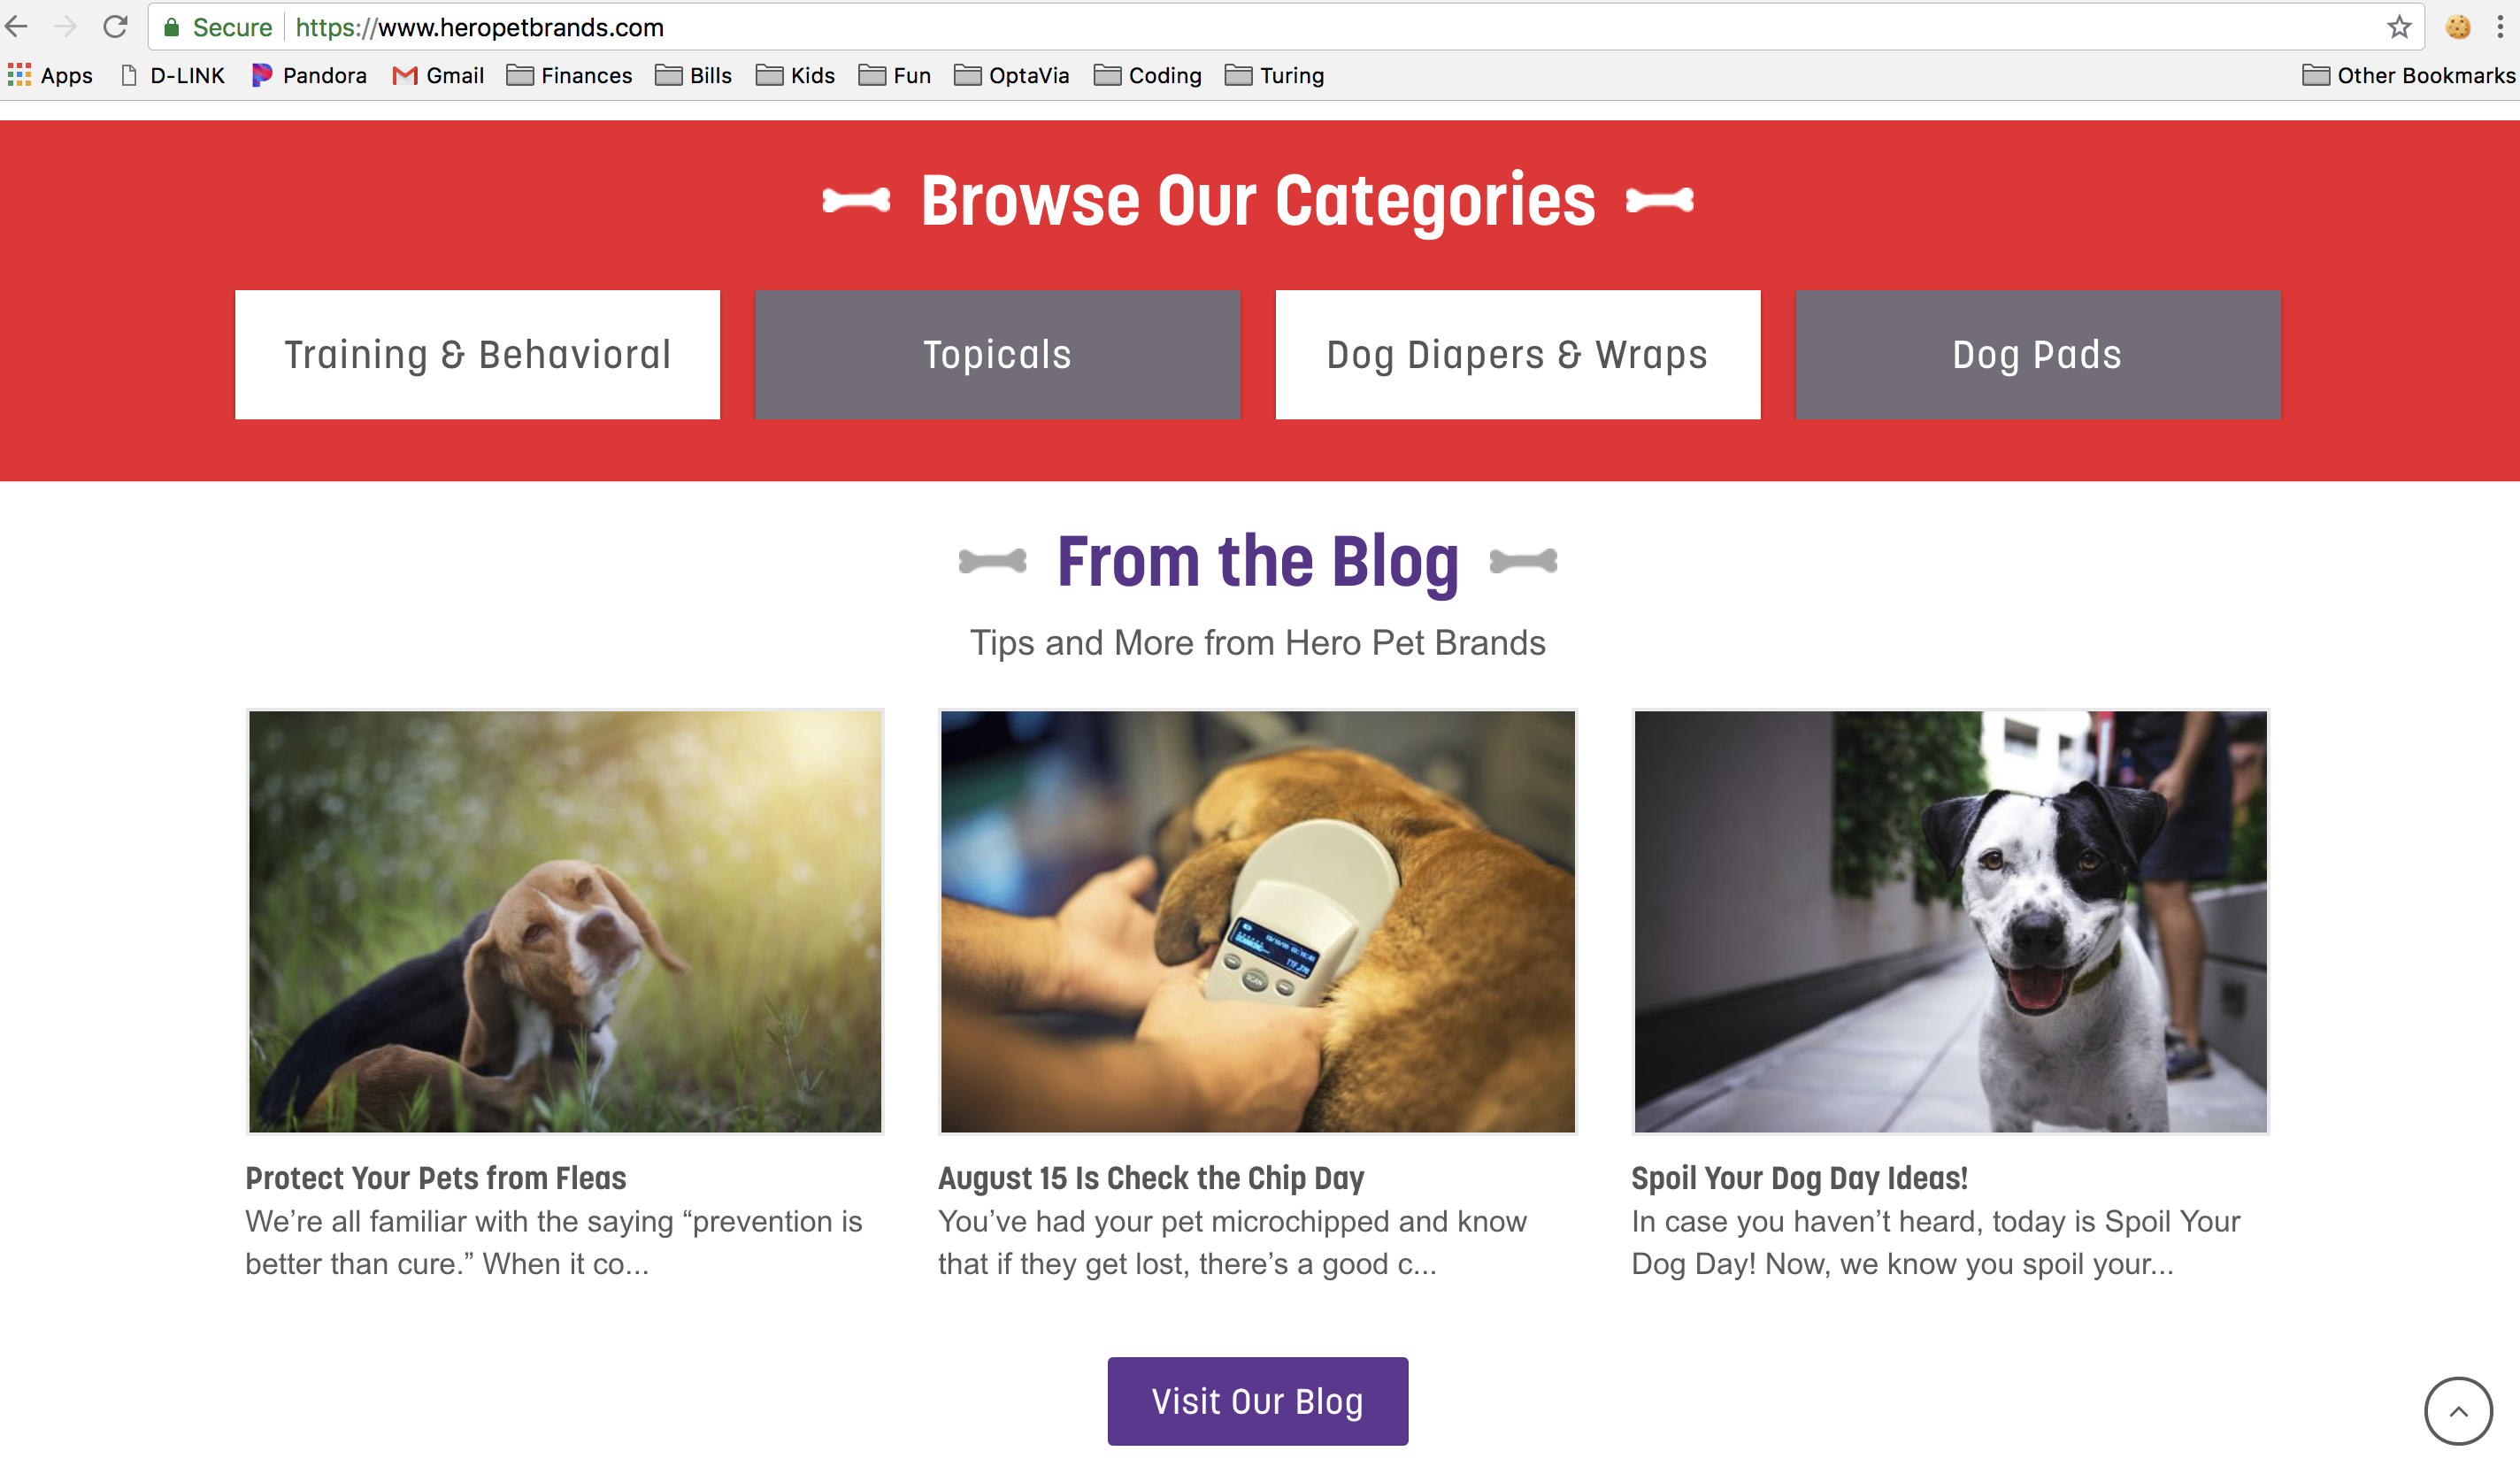 Secure https://www.heropetbrands.com
Apps D-LINK Pandora Gmail Finances Bills Kids Fun OptaVia Coding Turing Other Bookmarks
Browse Our Categories
Training & Behavioral
Topicals
Dog Diapers & Wraps
Dog Pads
From the Blog
Tips and More from Hero Pet Brands
SCAN
Protect Your Pets from Fleas
We’re all familiar with the saying “prevention is
better than cure.” When it co...
August 15 Is Check the Chip Day
You’ve had your pet microchipped and know
that if they get lost, there’s a good c...
Spoil Your Dog Day Ideas!
In case you haven’t heard, today is Spoil Your
Dog Day! Now, we know you spoil your...
Visit Our Blog